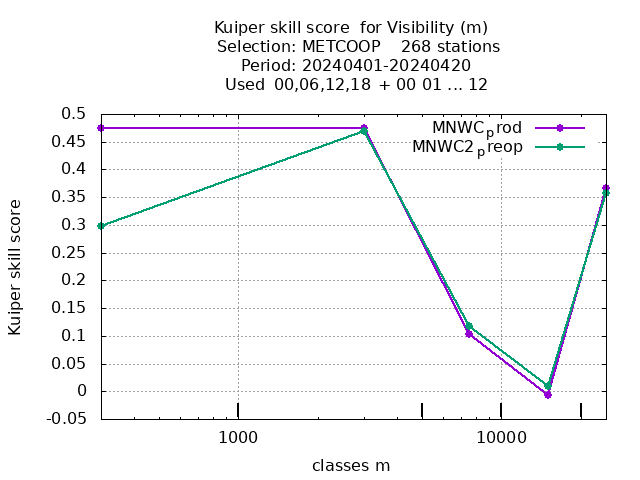 Kuiper skill score for Visibility (m)
Selection: METCOOP 268 stations
Period: 20240401-20240420
Used 00,06,12,18 + 00 01 ... 12
MNWC_prod
MNWC2_preop
Kuiper skill score
0.5
0.45
0.4
0.35
0.3
0.25
0.2
0.15
0.1
0.05
0
-0.05
1000
10000
classes m